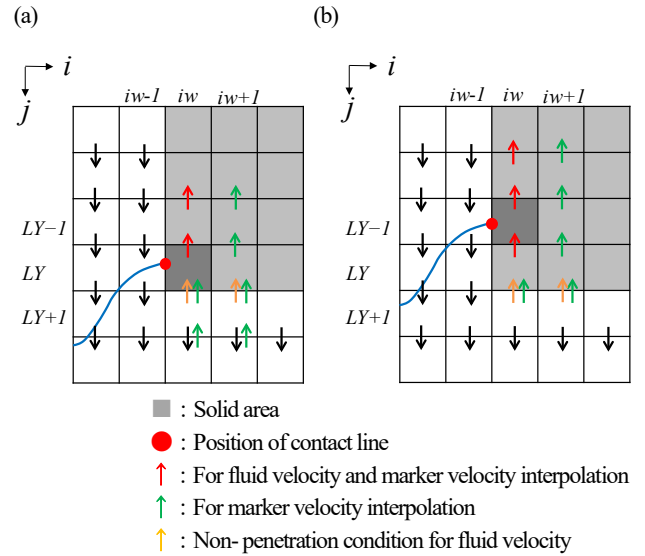 (a)
(b)
i
j
iw-1 iw iw+1
LY−1
LY
LY+1
i
j
iw-1 iw iw+1
LY−1
LY
LY+1
: Solid area
: Position of contact line
: For fluid velocity and marker velocity interpolation
: For marker velocity interpolation
: Non- penetration condition for fluid velocity